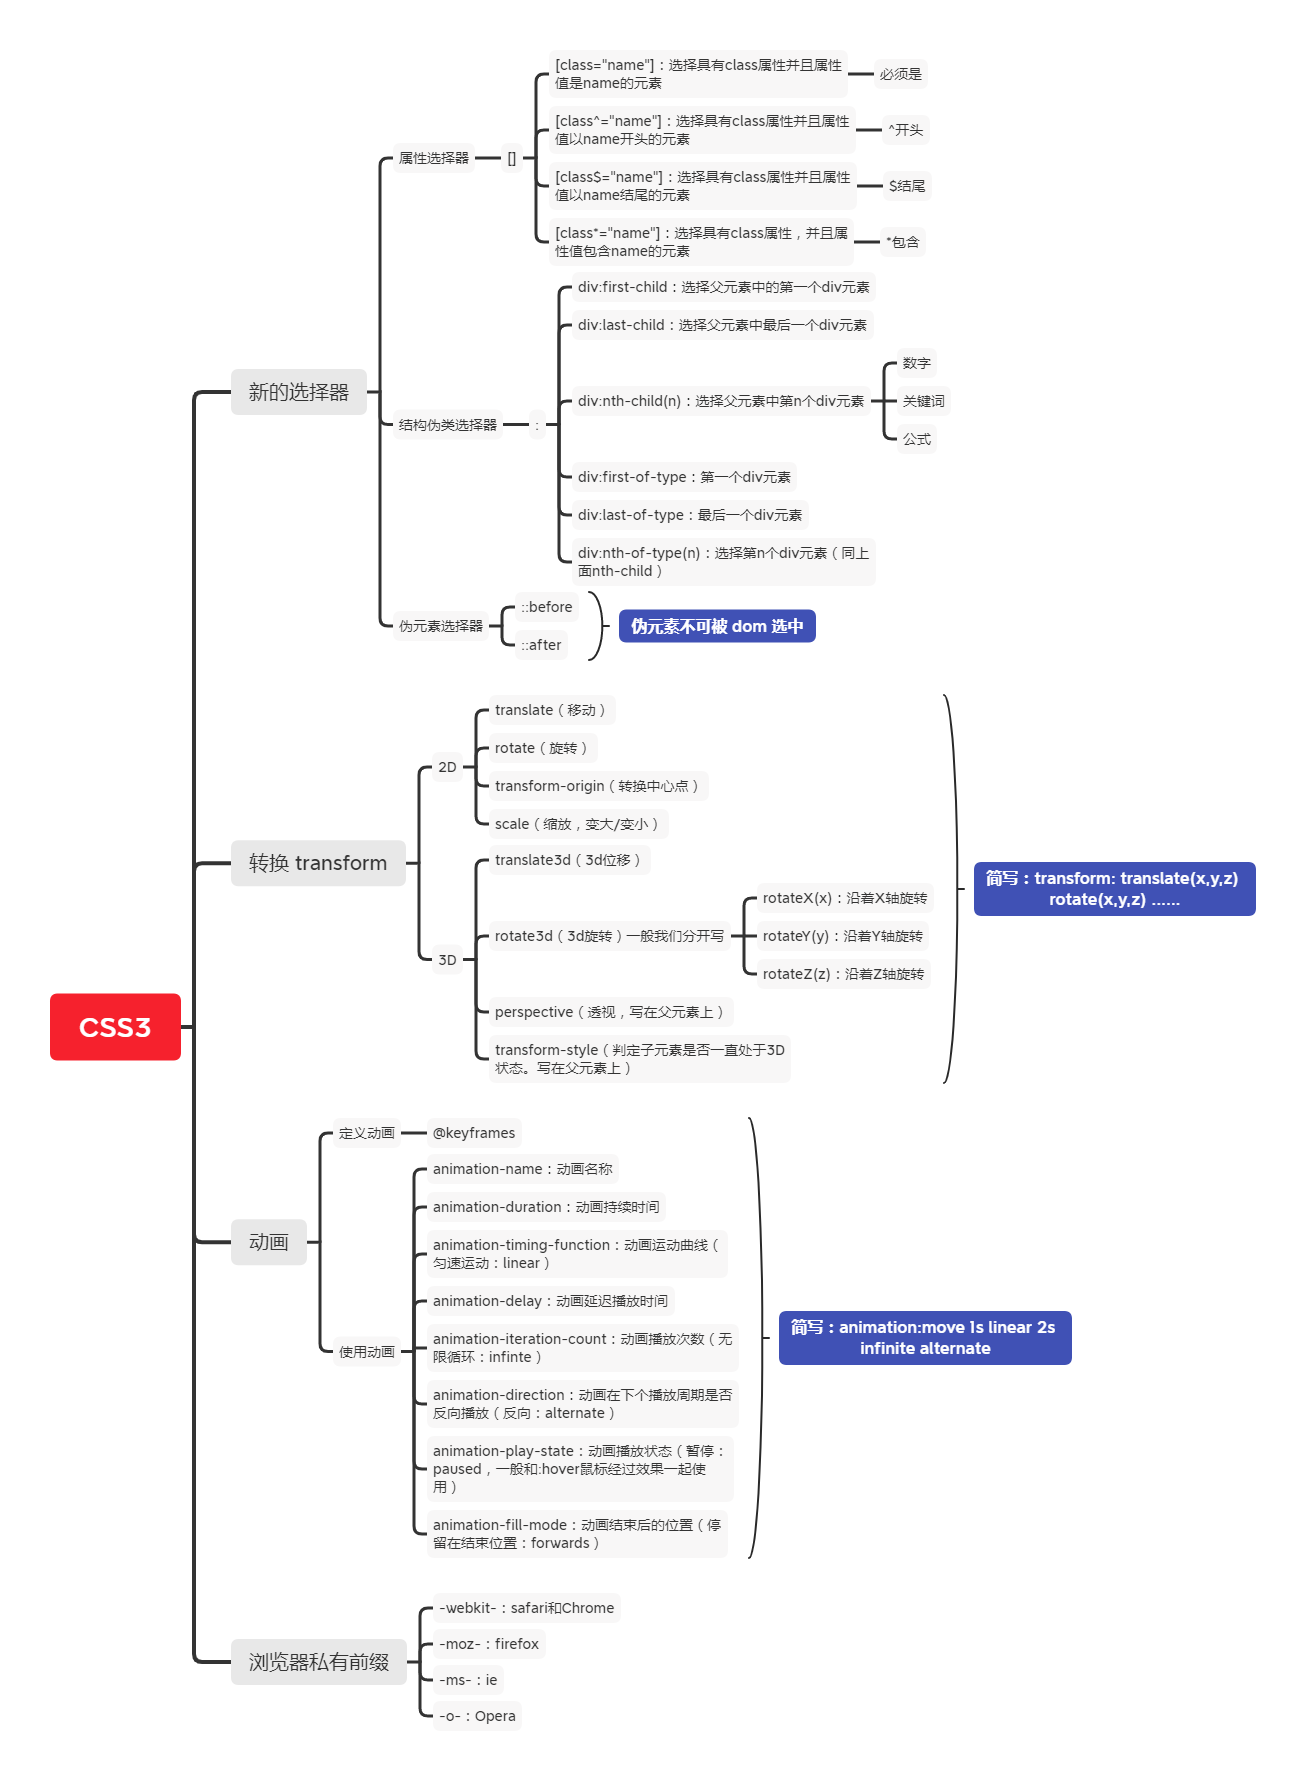 CSS3
新的选择器
属性选择器
[]
[class="name"]：选择具有class属性并且属性
值是name的元素
必须是
[class^="name"]：选择具有class属性并且属性
值以name开头的元素
^开头
[class$="name"]：选择具有class属性并且属性
值以name结尾的元素
$结尾
[class*="name"]：选择具有class属性，并且属
性值包含name的元素
*包含
结构伪类选择器
:
div:first-child：选择父元素中的第一个div元素
div:last-child：选择父元素中最后一个div元素
div:nth-child(n)：选择父元素中第n个div元素
数字
关键词
公式
div:first-of-type：第一个div元素
div:last-of-type：最后一个div元素
div:nth-of-type(n)：选择第n个div元素（同上
面nth-child）
伪元素选择器
::before
::after
伪元素不可被 dom 选中
转换 transform
2D
translate（移动）
rotate（旋转）
transform-origin（转换中心点）
scale（缩放，变大/变小）
3D
translate3d（3d位移）
rotate3d（3d旋转）一般我们分开写
rotateX(x)：沿着X轴旋转
rotateY(y)：沿着Y轴旋转
rotateZ(z)：沿着Z轴旋转
perspective（透视，写在父元素上）
transform-style（判定子元素是否一直处于3D
状态。写在父元素上）
简写：transform: translate(x,y,z)
rotate(x,y,z) ......
动画
定义动画
@keyframes
使用动画
animation-name：动画名称
animation-duration：动画持续时间
animation-timing-function：动画运动曲线（
匀速运动：linear）
animation-delay：动画延迟播放时间
animation-iteration-count：动画播放次数（无
限循环：infinte）
animation-direction：动画在下个播放周期是否
反向播放（反向：alternate）
animation-play-state：动画播放状态（暂停：
paused，一般和:hover鼠标经过效果一起使
用）
animation-fill-mode：动画结束后的位置（停
留在结束位置：forwards）
简写：animation:move 1s linear 2s
infinite alternate
浏览器私有前缀
-webkit-：safari和Chrome
-moz-：firefox
-ms-：ie
-o-：Opera